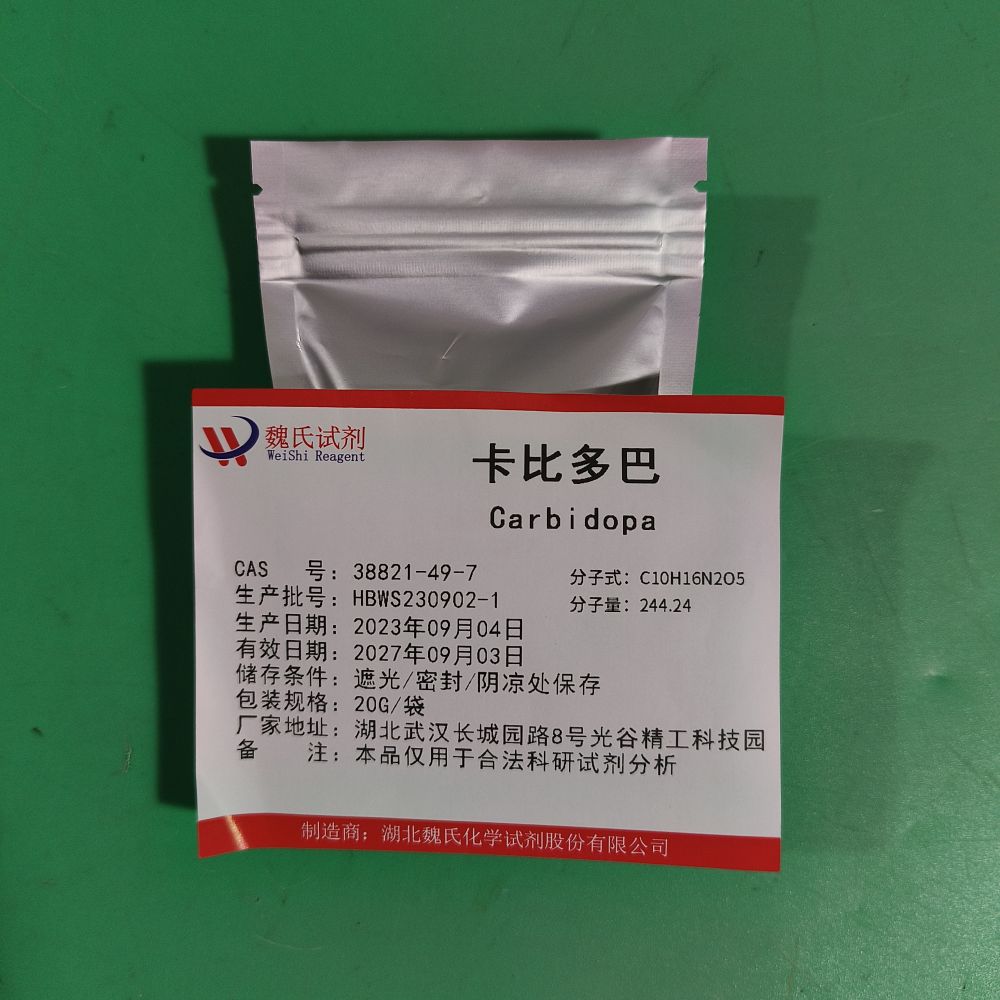 魏氏试剂
WeiShi Reagent
卡比多巴
Carbidopa
CAS 号：38821-49-7
分子式：C10H16N2O5
生产批号：HBWS230902-1
分子量：244.24
生产日期：2023年09月04日
有效日期：2027年09月03日
储存条件：遮光/密封/阴凉处保存
包装规格：20G/袋
厂家地址：湖北武汉长城园路8号光谷精工科技园
备 注：本品仅用于合法科研试剂分析
制造商：湖北魏氏化学试剂股份有限公司